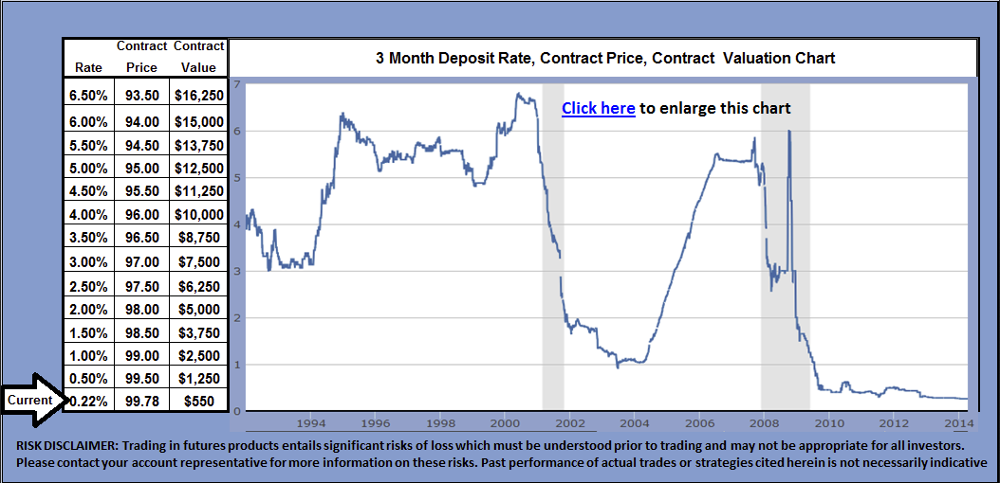 Contract Contract
Rate Price Value
3 Month Deposit Rate, Contract Price, Contract Valuation Chart
6.50% 93.50 $16,250
6.00% 94.00 $15,000
5.50% 94.50 $13,750
5.00% 95.00 $12,500
4.50% 95.50 $11,250
4.00% 96.00 $10,000
3.50% 96.50 $8,750
3.00% 97.00 $7,500
2.50% 97.50 $6,250
2.00% 98.00 $5,000
1.50% 98.50 $3,750
1.00% 99.00 $2,500
0.50% 99.50 $1,250
Current 0.22% 99.78 $550
Click here to enlarge this chart
7
6
5
4
3
2
1
0
1994 1996 1998 2000 2002 2004 2006 2008 2010 2012 2014
RISK DISCLAIMER: Trading in futures products entails significant risks of loss which must be understood prior to trading and may not be appropriate for all investors.
Please contact your account representative for more information on these risks. Past performance of actual trades or strategies cited herein is not necessarily indicative